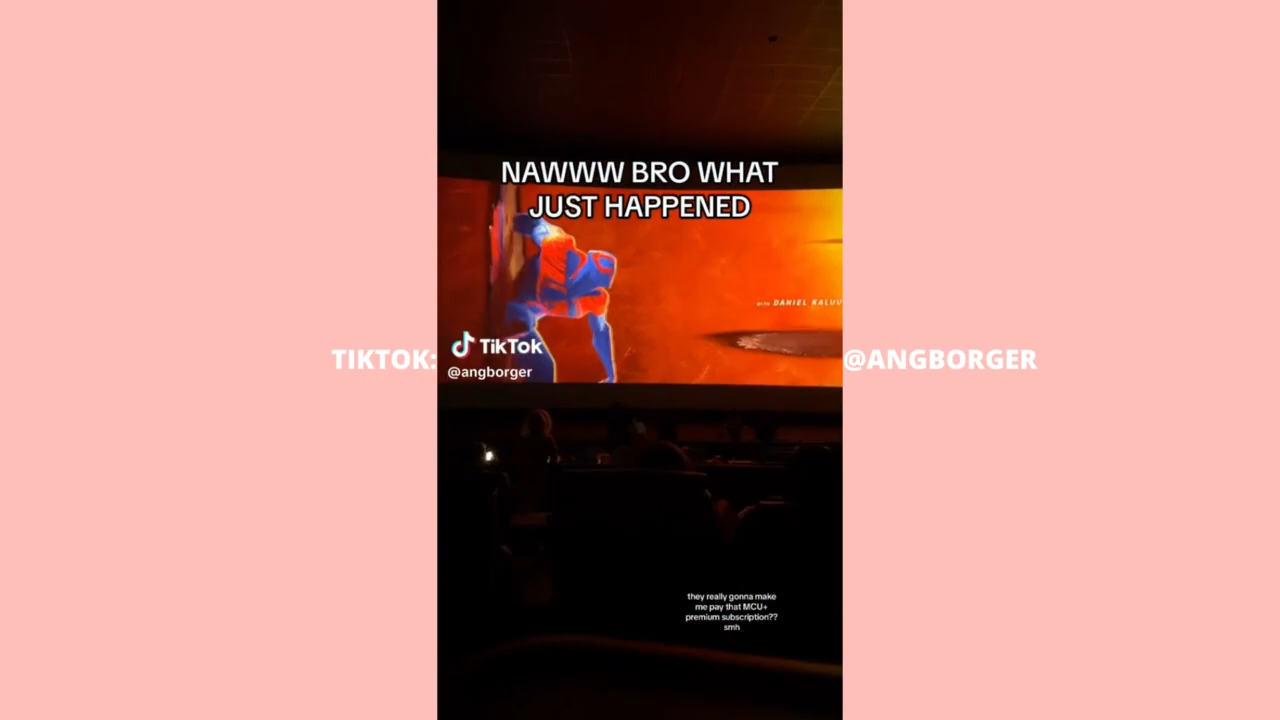 NAWWW BRO WHAT
JUST HAPPENED
WITH DANIEL KALUU
TikTok
@angborger
TIKTOK:
@ANGBORGER
they really gonna make
me pay that MCU+
premium subscription??
smh